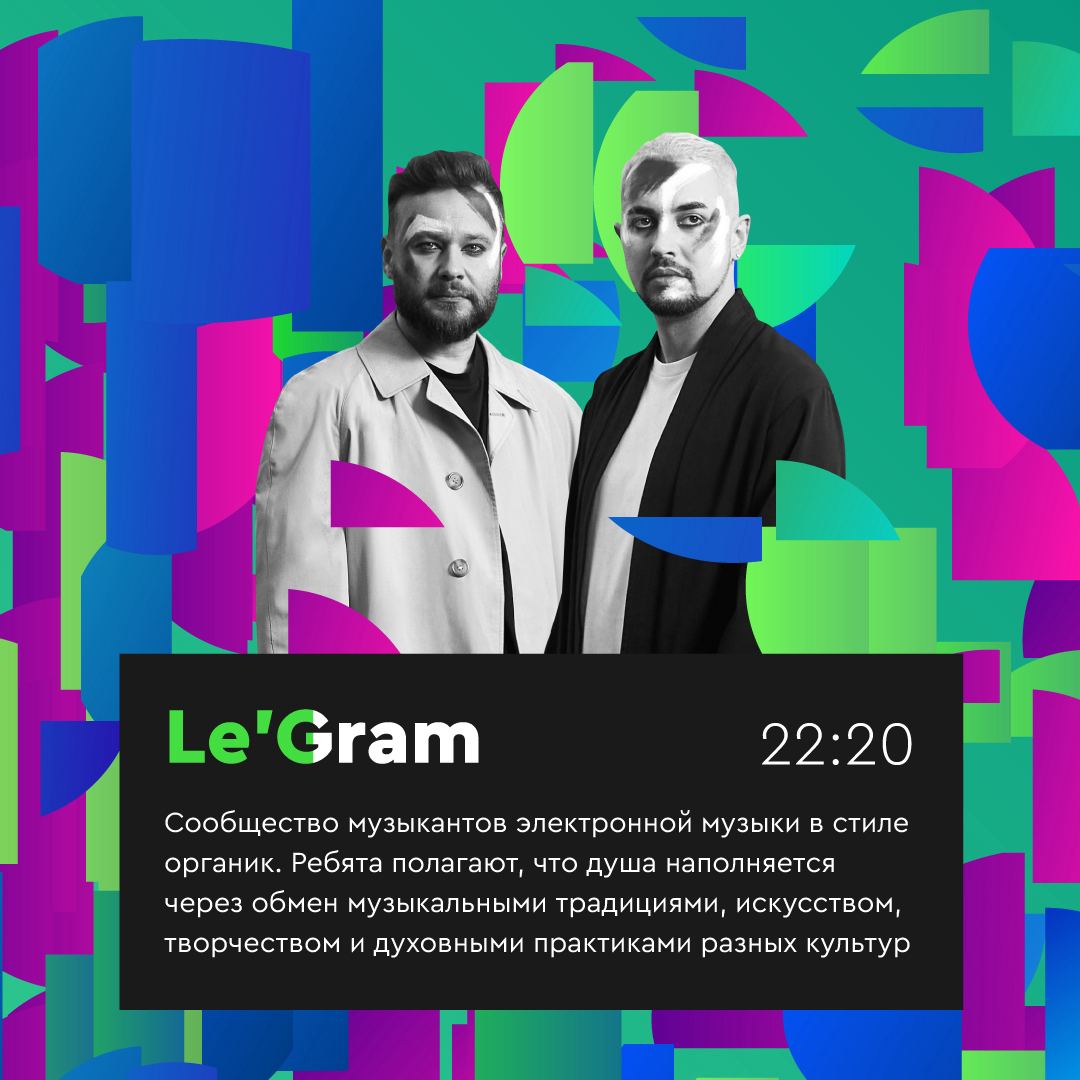 Le'Gram
22:20
Сообщество музыкантов электронной музыки в стиле
органик. Ребята полагают, что душа наполняется
через обмен музыкальными традициями, искусством,
творчеством и духовными практиками разных культур